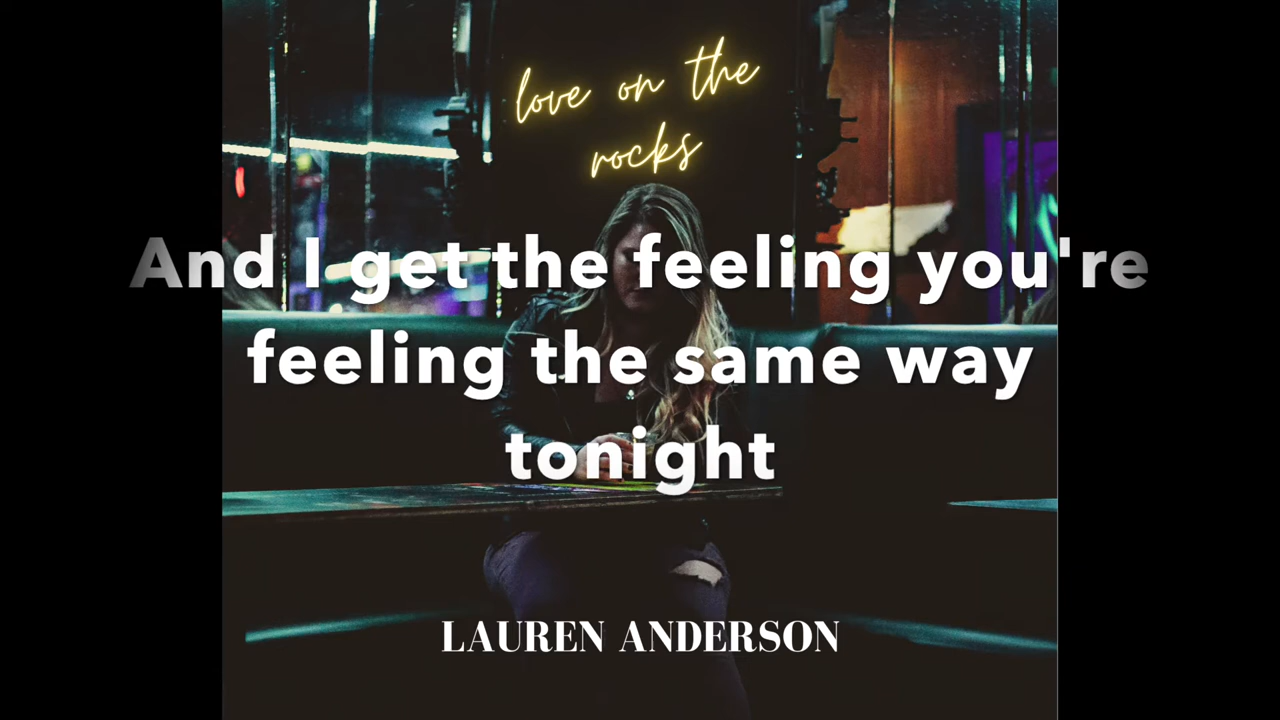 love on the
rocks
And I get the feeling you're
feeling the same way
tonight
LAUREN ANDERSON